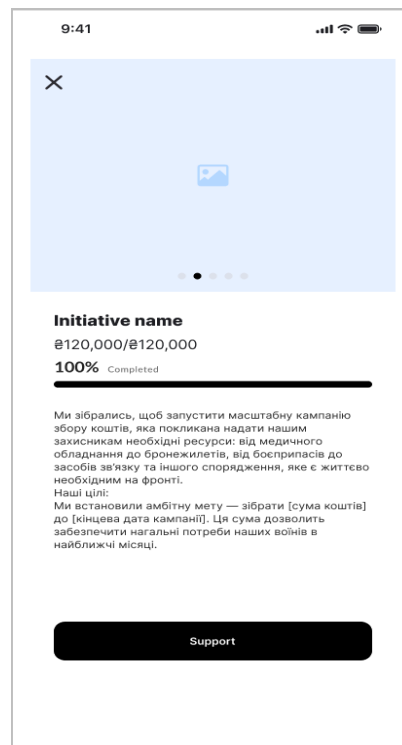 9:41
Initiative name
₴120,000/₴120,000
100% Completed
Ми зібрались, щоб запустити масштабну кампанію
збору коштів, яка покликана надати нашим
захисникам необхідні ресурси: від медичного
обладнання до бронежилетів, від боєприпасів до
засобів зв’язку та іншого спорядження, яке є життєво
необхідним на фронті.
Наші цілі:
Ми встановили амбітну мету — зібрати [сума коштів]
до [кінцева дата кампанії]. Ця сума дозволить
забезпечити нагальні потреби наших воїнів в
найближчі місяці.
Support